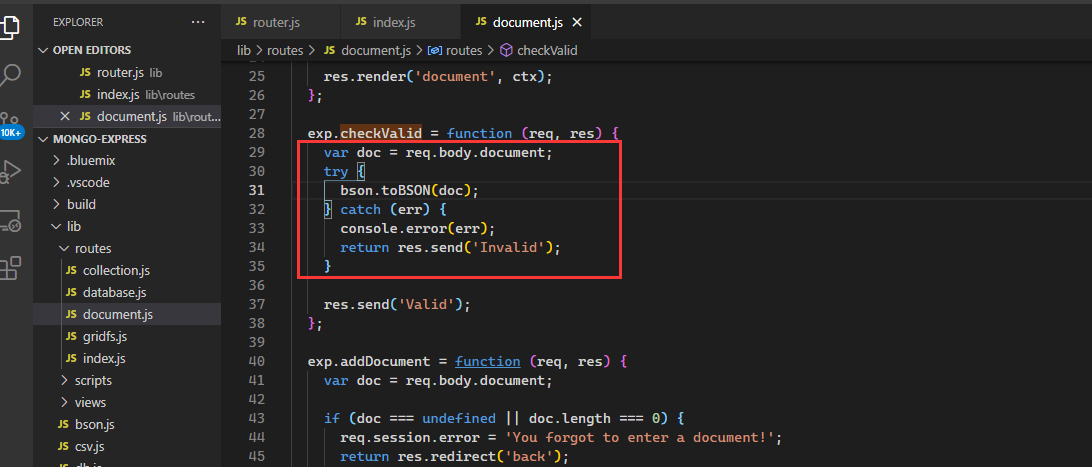 EXPLORER
···
OPEN EDITORS
JS router.js lib
JS index.js lib\routes
JS document.js lib\rout...
10K+
MONGO-EXPRESS
.bluemix
.vscode
build
lib
routes
JS collection.js
JS database.js
JS document.js
JS gridfs.js
JS index.js
scripts
views
JS bson.js
JS csv.js
JS router.js
JS index.js
JS document.js
lib > routes > JS document.js > routes > checkValid
25 res.render('document', ctx);
26 };
27
28 exp.checkValid = function (req, res) {
29 var doc = req.body.document;
30 try {
31 bson.toBSON(doc);
32 } catch (err) {
33 console.error(err);
34 return res.send('Invalid');
35 }
36
37 res.send('Valid');
38 };
39
40 exp.addDocument = function (req, res) {
41 var doc = req.body.document;
42
43 if (doc === undefined || doc.length === 0) {
44 req.session.error = 'You forgot to enter a document!';
45 return res.redirect('back');